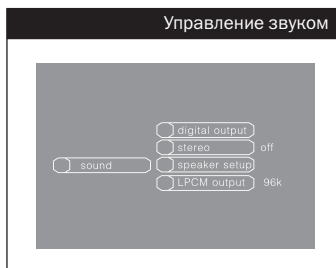 Управление звуком
digital output
stereo off
sound speaker setup
LPCM output 96k